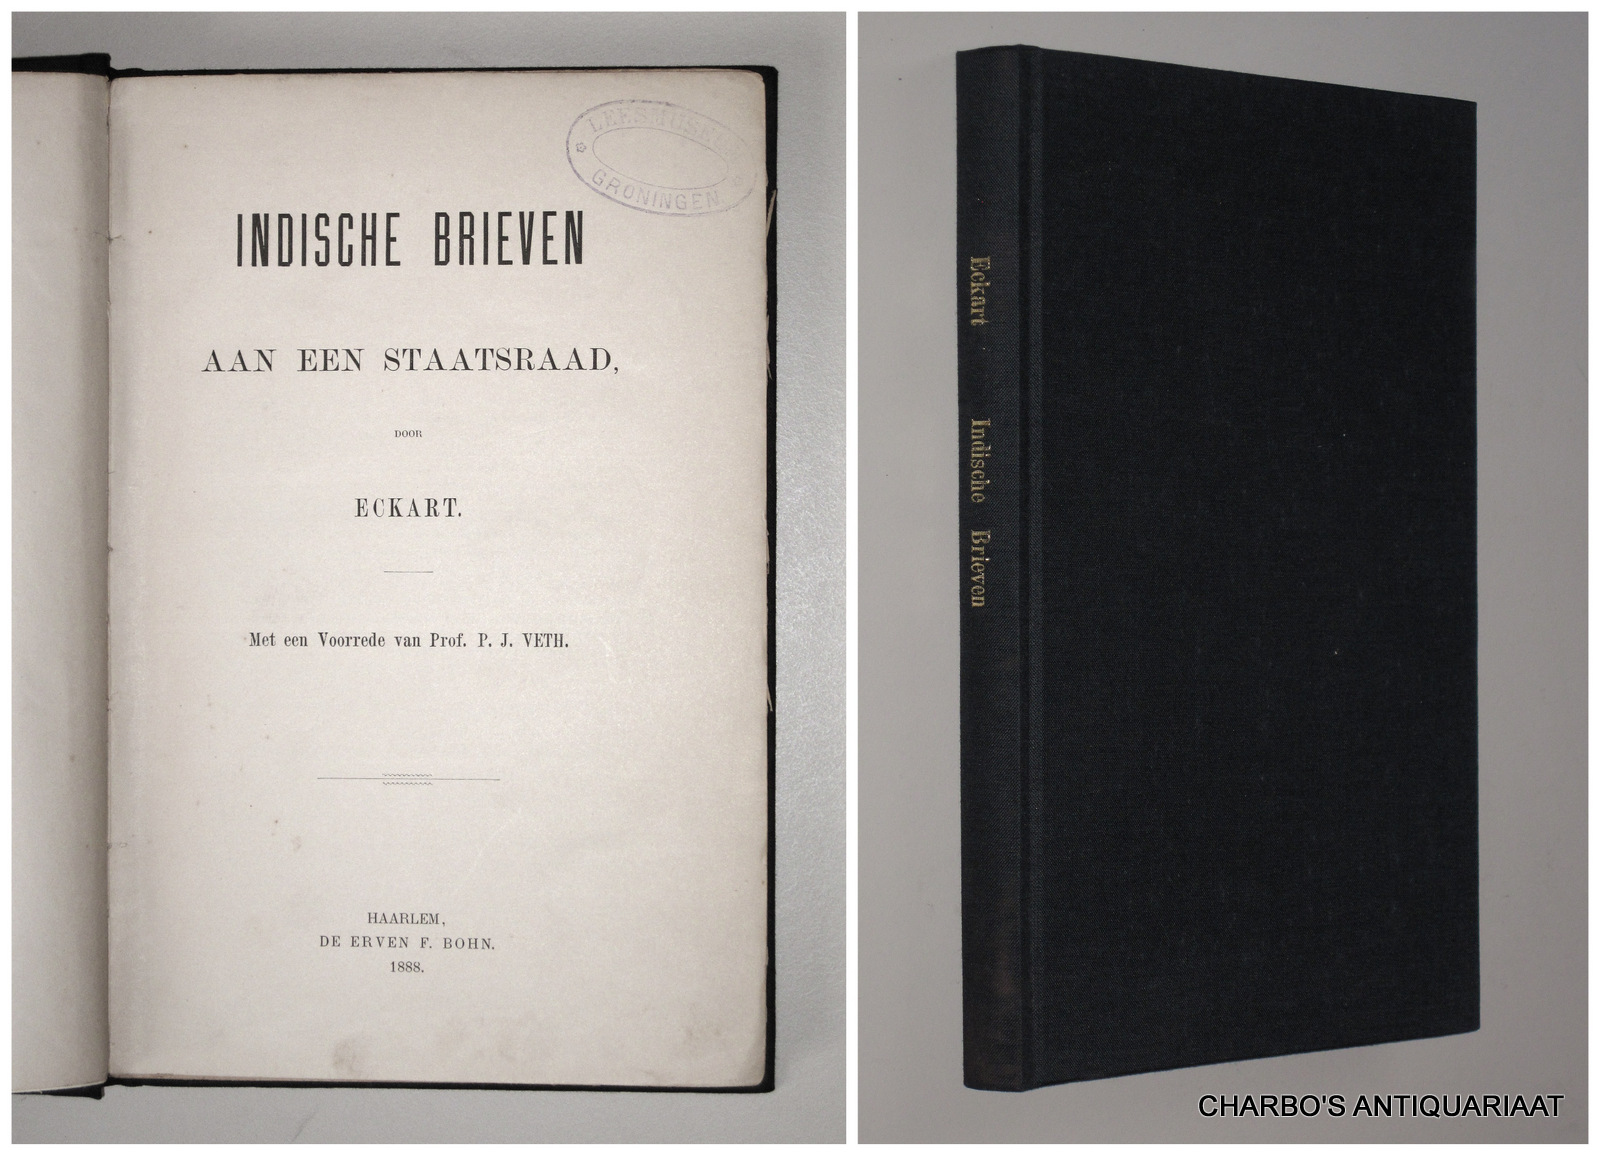 LEESMUSEUM
GRONINGEN
INDISCHE BRIEVEN
AAN EEN STAATSRAAD,
DOOR
ECKART.
Met een Voorrede van Prof. P. J. VETH.
HAARLEM,
DE ERVEN F. BOHN.
1888.
Eckart Indische Brieven
CHARBO'S ANTIQUARIAAT